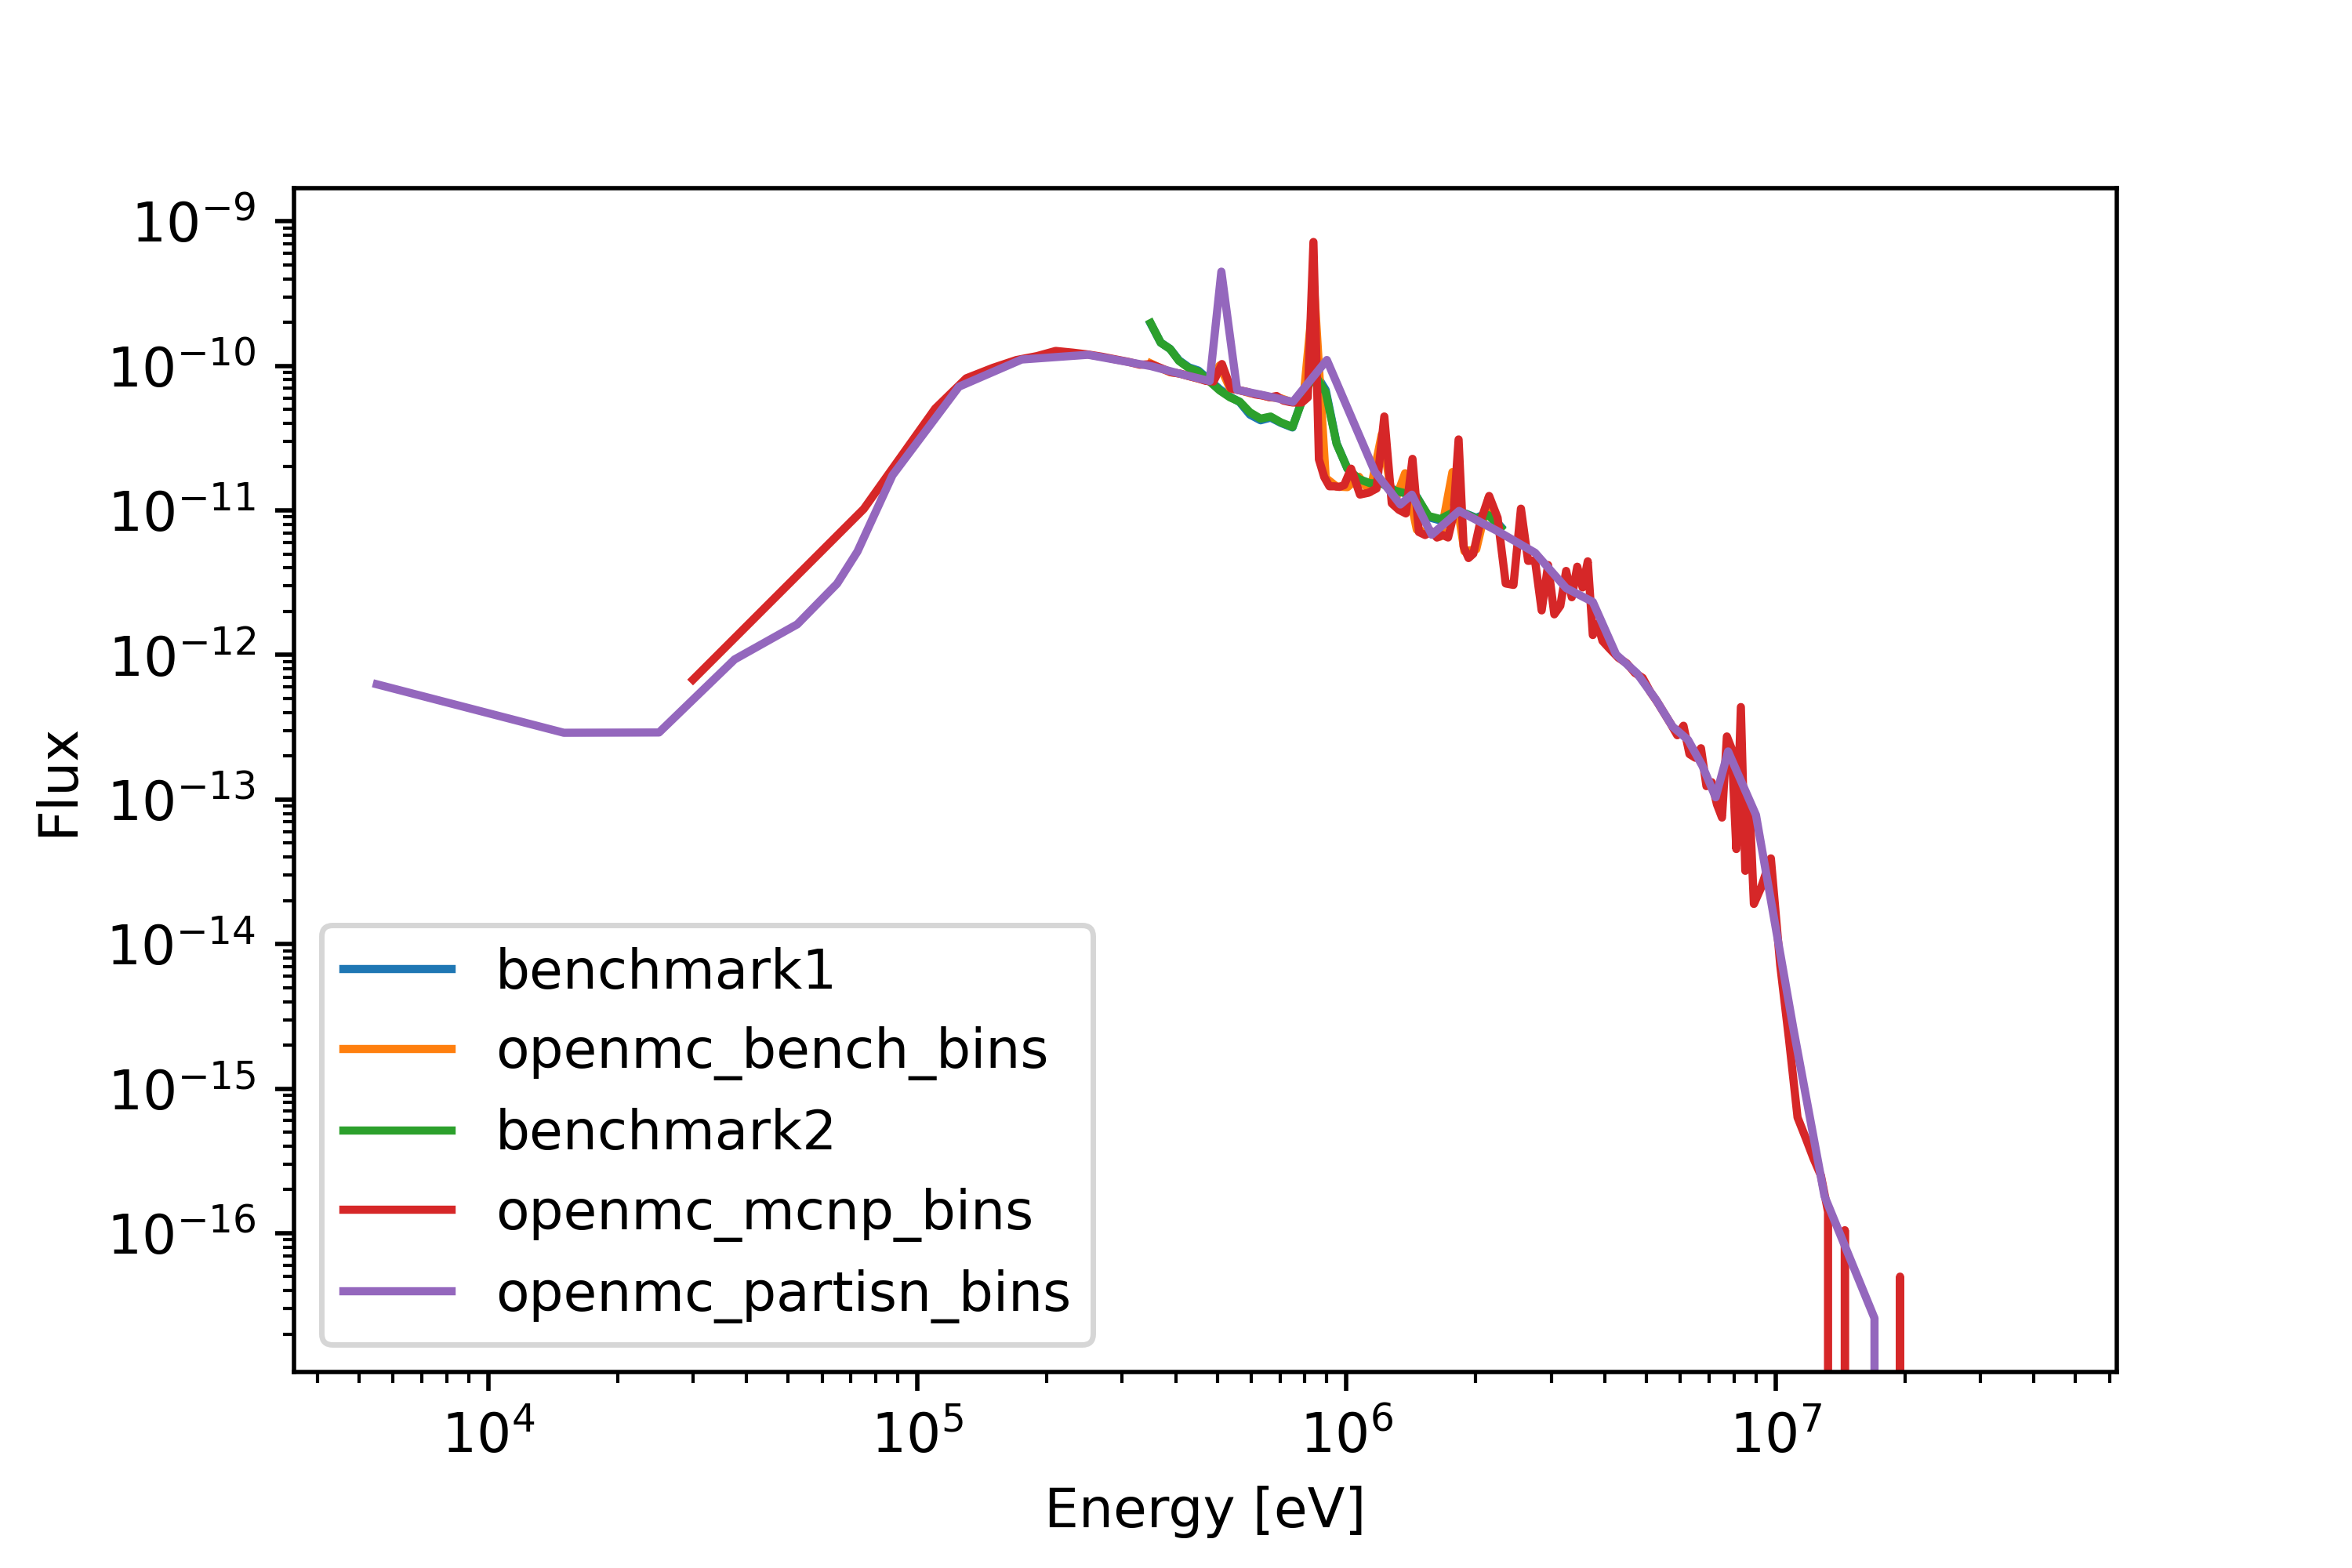 10⁻⁹
10⁻¹⁰
10⁻¹¹
10⁻¹²
10⁻¹³
10⁻¹⁴
10⁻¹⁵
10⁻¹⁶
Flux
benchmark1
openmc_bench_bins
benchmark2
openmc_mcnp_bins
openmc_partisn_bins
10⁴ 10⁵ 10⁶ 10⁷
Energy [eV]